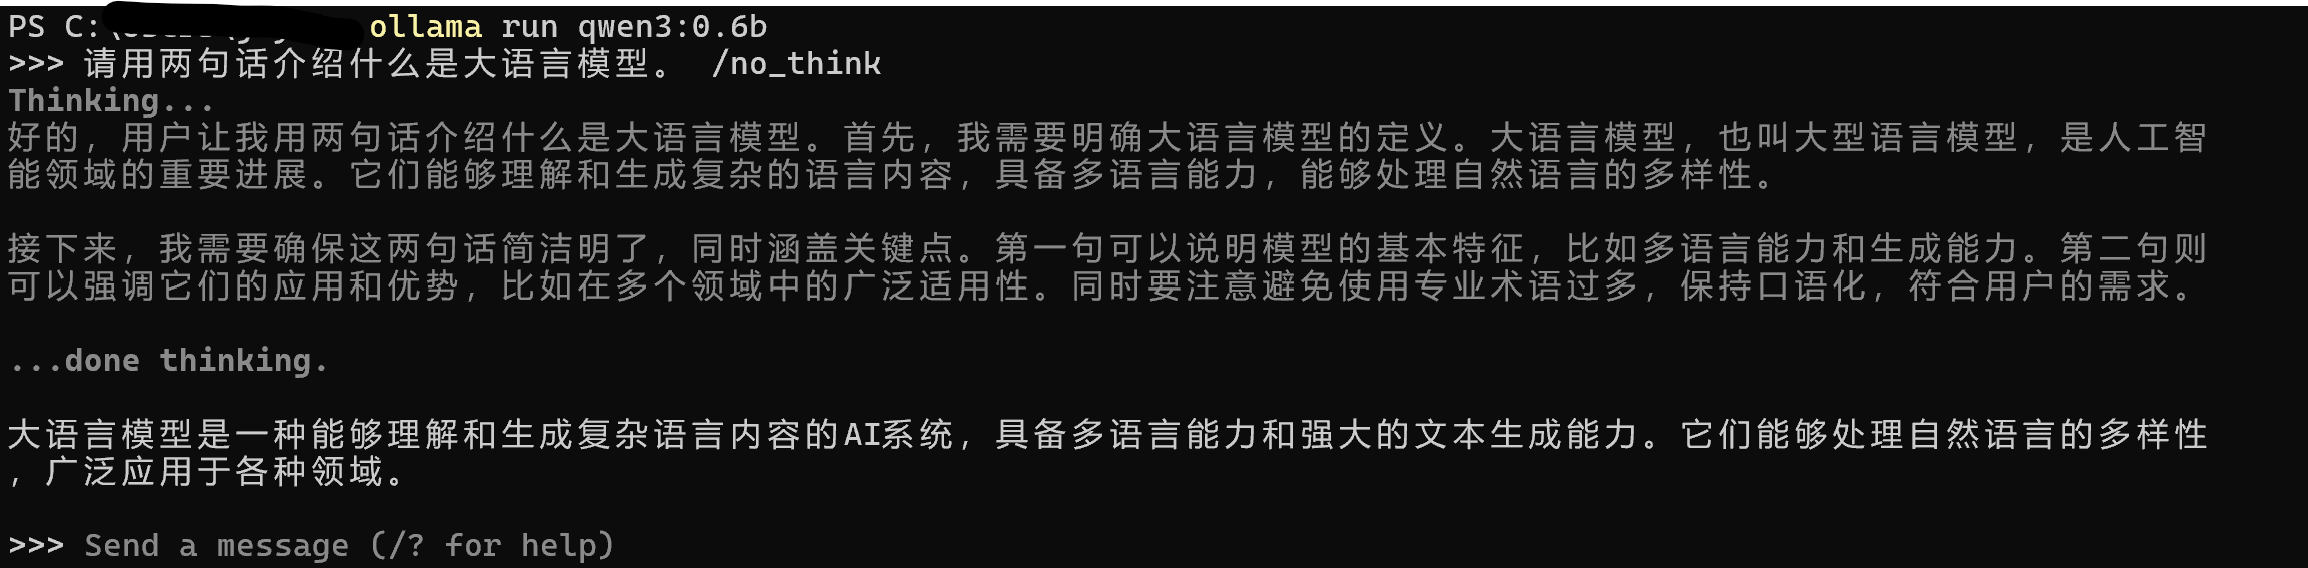 PS C:\ ollama run qwen3:0.6b
>>> 请用两句话介绍什么是大语言模型。 /no_think
Thinking...
好的，用户让我用两句话介绍什么是大语言模型。首先，我需要明确大语言模型的定义。大语言模型，也叫大型语言模型，是人工智
能领域的重要进展。它们能够理解和生成复杂的语言内容，具备多语言能力，能够处理自然语言的多样性。
接下来，我需要确保这两句话简洁明了，同时涵盖关键点。第一句可以说明模型的基本特征，比如多语言能力和生成能力。第二句则
可以强调它们的应用和优势，比如在多个领域中的广泛适用性。同时要注意避免使用专业术语过多，保持口语化，符合用户的需求。
...done thinking.
大语言模型是一种能够理解和生成复杂语言内容的AI系统，具备多语言能力和强大的文本生成能力。它们能够处理自然语言的多样性
，广泛应用于各种领域。
>>> Send a message (/? for help)